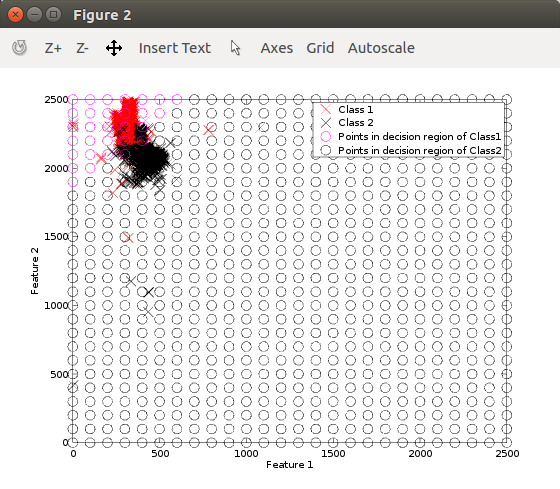 Figure 2
Z+ Z- Insert Text Axes Grid Autoscale
2500
2000
1500
1000
500
0
Feature 2
Class 1
Class 2
Points in decision region of Class1
Points in decision region of Class2
0 500 1000 1500 2000 2500
Feature 1